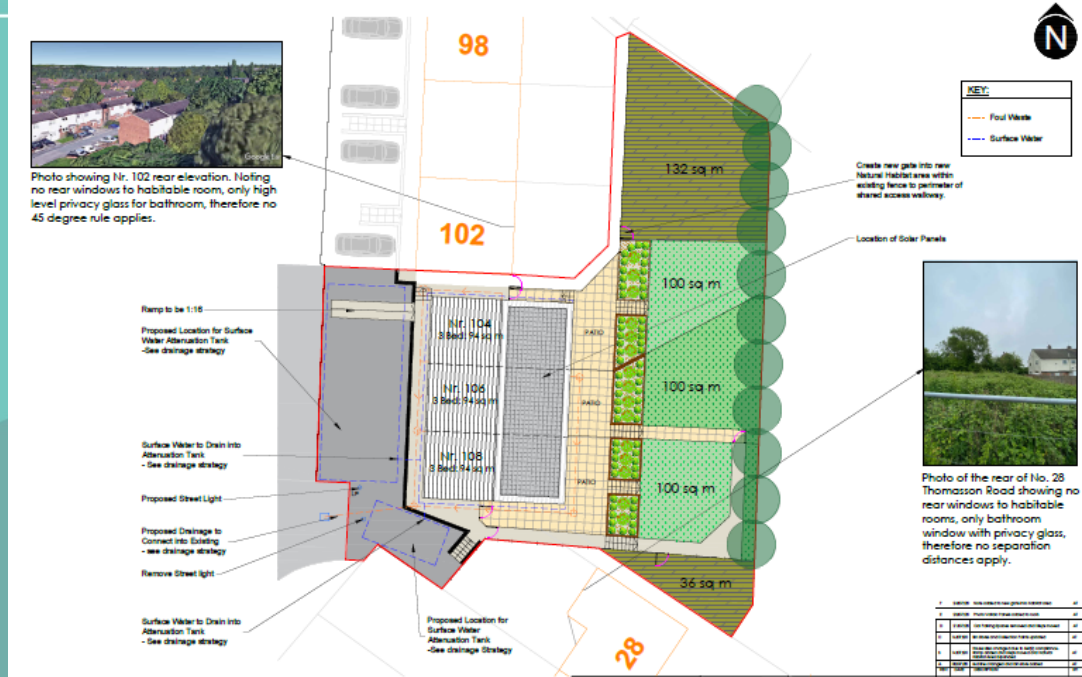 98
N
KEY:
Foul Waste
Surface Water
Photo showing Nr. 102 rear elevation. Noting
no rear windows to habitable room, only high
level privacy glass for bathroom, therefore no
45 degree rule applies.
132 sq m
Create new gate into new
Natural Habitat area within
existing fence to perimeter of
shared access walkway.
102
Location of Solar Panels
100 sq m
Ramp to be 1:16
Proposed Location for Surface
Water Attenuation Tank
-See drainage strategy
Nr. 104
3 Bed: 94 sq m
PATIO
Nr. 106
3 Bed: 94 sq m
100 sq m
PATIO
Surface Water to Drain into
Attenuation Tank
- See drainage strategy
Nr. 108
3 Bed: 94 sq m
100 sq m
PATIO
Photo of the rear of No. 28
Thomasson Road showing no
rear windows to habitable
rooms, only bathroom
window with privacy glass,
therefore no separation
distances apply.
Proposed Street Light
Proposed Drainage to
Connect into Existing
- see drainage strategy
Remove Street light
36 sq m
Surface Water to Drain into
Attenuation Tank
- See drainage strategy
Proposed Location for
Surface Water
Attenuation Tank
-See drainage Strategy
28